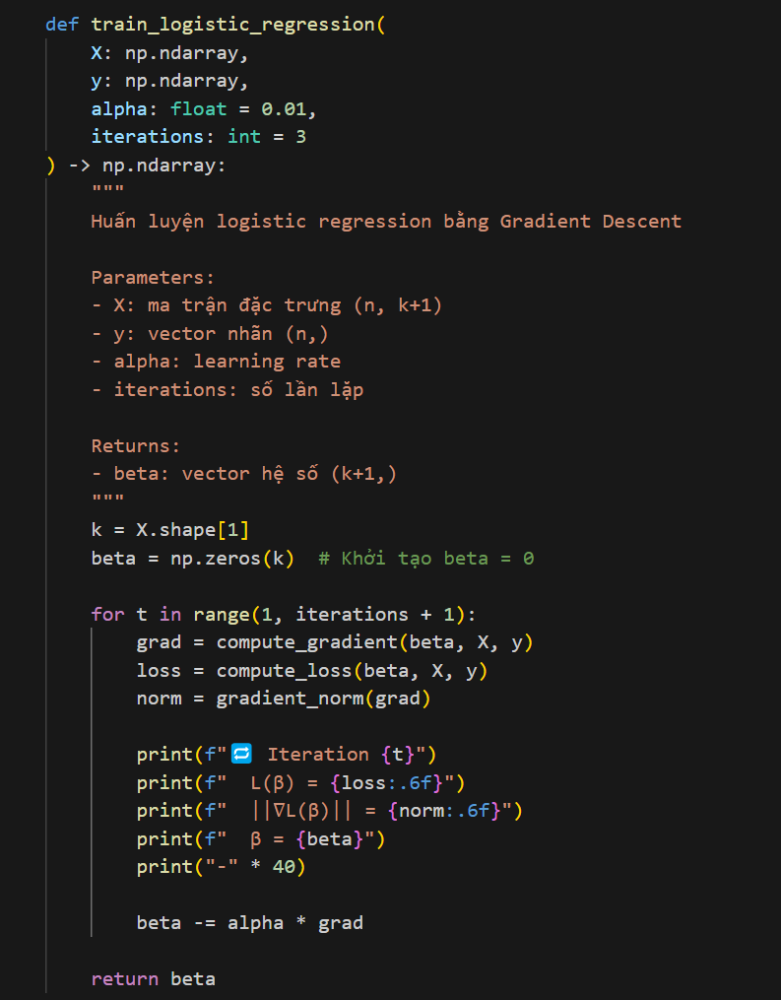 def train_logistic_regression(
    X: np.ndarray,
    y: np.ndarray,
    alpha: float = 0.01,
    iterations: int = 3
) -> np.ndarray:
    """
    Huấn luyện logistic regression bằng Gradient Descent

    Parameters:
    - X: ma trận đặc trưng (n, k+1)
    - y: vector nhãn (n,)
    - alpha: learning rate
    - iterations: số lần lặp

    Returns:
    - beta: vector hệ số (k+1,)
    """
    k = X.shape[1]
    beta = np.zeros(k)  # Khởi tạo beta = 0

    for t in range(1, iterations + 1):
        grad = compute_gradient(beta, X, y)
        loss = compute_loss(beta, X, y)
        norm = gradient_norm(grad)

        print(f"🔁 Iteration {t}")
        print(f"  L(β) = {loss:.6f}")
        print(f"  ||∇L(β)|| = {norm:.6f}")
        print(f"  β = {beta}")
        print("-" * 40)

        beta -= alpha * grad

    return beta